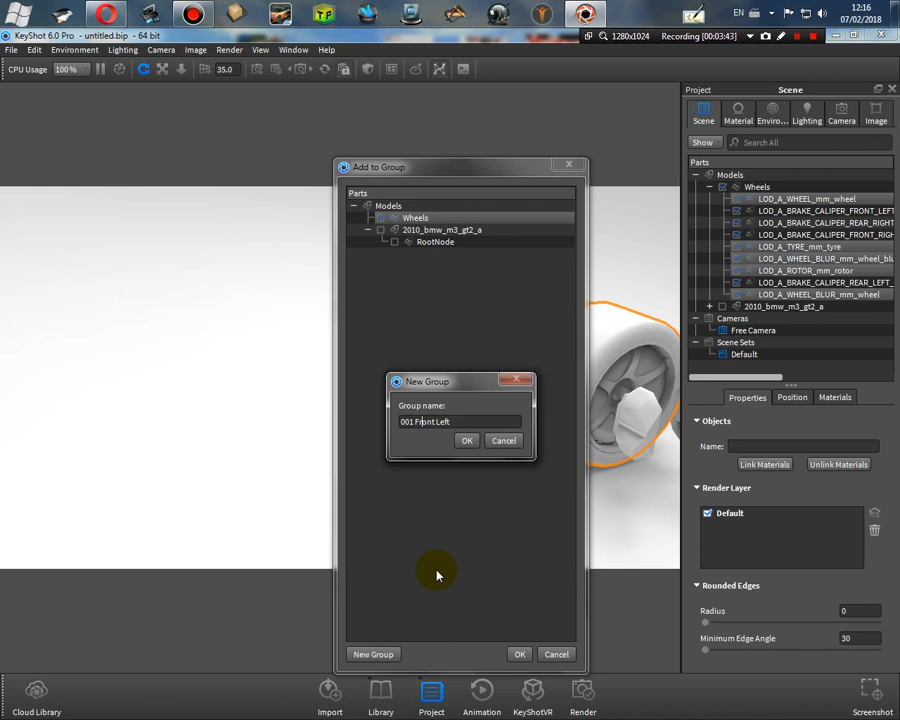 EN
12:16
07/02/2018
KeyShot 6.0 Pro - untitled.bip - 64 bit
1280x1024
Recording [00:03:43]
File Edit Environment Lighting Camera Image Render View Window Help
CPU Usage 100 %
35.0
Project
Scene
Scene Material Enviro... Lighting Camera Image
Show
Search All
Parts
Models
Wheels
LOD_A_WHEEL_mm_wheel
LOD_A_BRAKE_CALIPER_FRONT_LEFT
LOD_A_BRAKE_CALIPER_REAR_RIGHT
LOD_A_BRAKE_CALIPER_FRONT_RIGH
LOD_A_TYRE_mm_tyre
LOD_A_WHEEL_BLUR_mm_wheel_blu
LOD_A_ROTOR_mm_rotor
LOD_A_BRAKE_CALIPER_REAR_LEFT_
LOD_A_WHEEL_BLUR_mm_wheel
2010_bmw_m3_gt2_a
Cameras
Free Camera
Scene Sets
Default
Properties Position Materials
Objects
Name:
Link Materials Unlink Materials
Render Layer
Default
Rounded Edges
Radius 0
Minimum Edge Angle 30
Add to Group
Parts
Models
Wheels
2010_bmw_m3_gt2_a
RootNode
New Group
Group name:
001 Front Left
OK Cancel
New Group OK Cancel
Cloud Library
Import Library Project Animation KeyShotVR Render
Screenshot